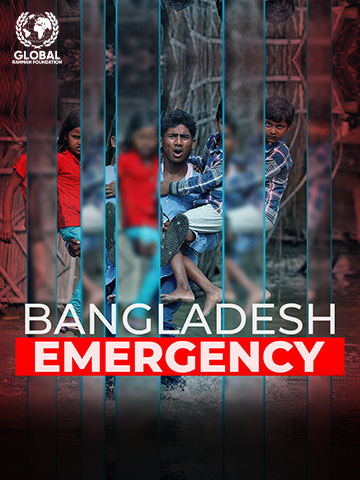 GLOBAL
RAHMAH FOUNDATION
BANGLADESH
EMERGENCY